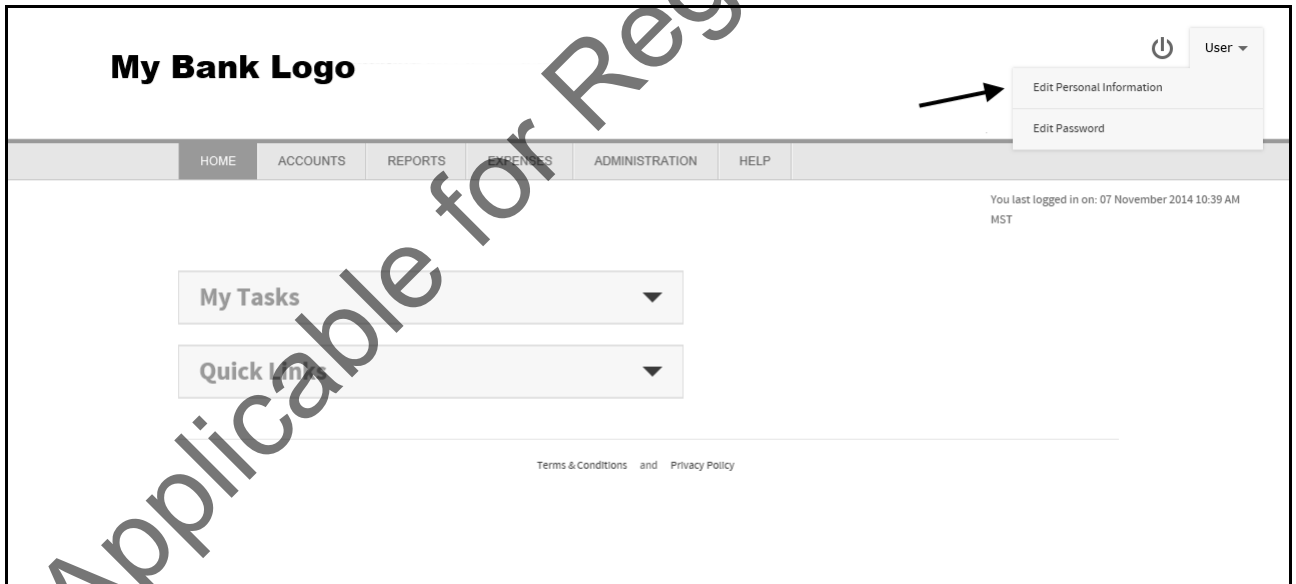 My Bank Logo
User
Edit Personal Information
Edit Password
HOME ACCOUNTS REPORTS EXPENSES ADMINISTRATION HELP
You last logged in on: 07 November 2014 10:39 AM
MST
My Tasks
Quick Links
Terms & Conditions and Privacy Policy
Applicable for Reg